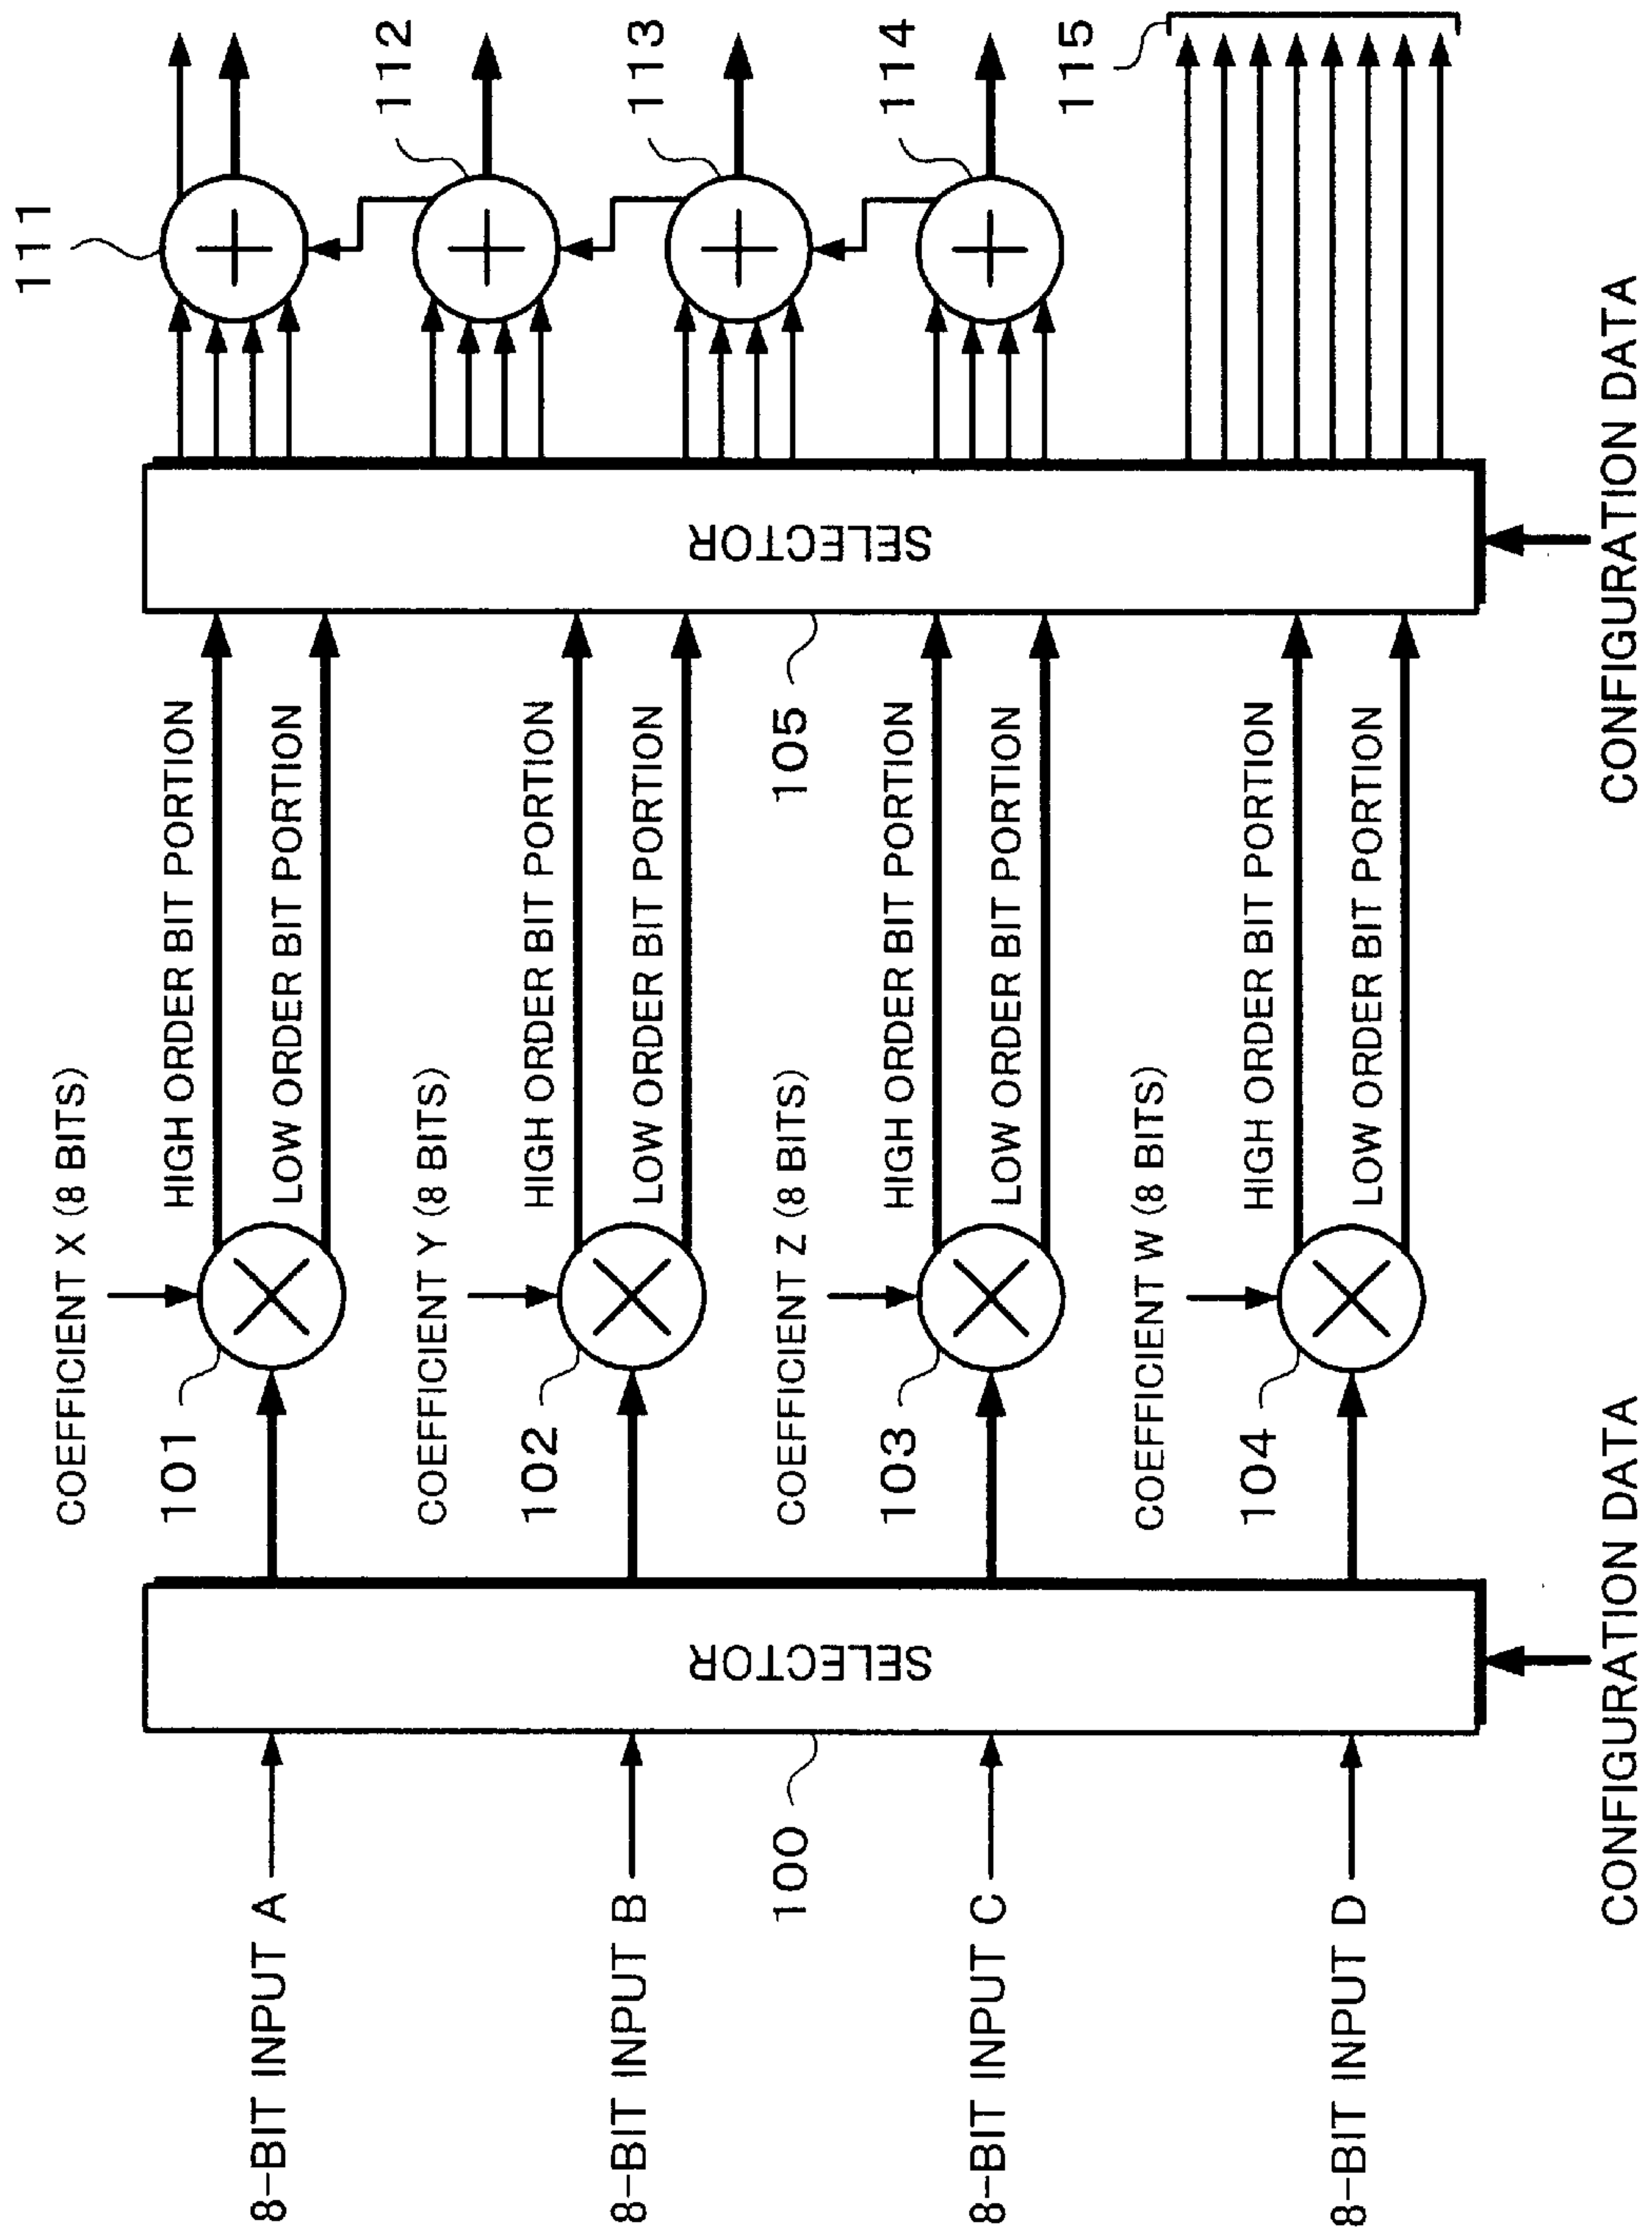 8-BIT INPUT A
8-BIT INPUT B
8-BIT INPUT C
8-BIT INPUT D
100
SELECTOR
CONFIGURATION DATA
COEFFICIENT X (8 BITS)
101
HIGH ORDER BIT PORTION
LOW ORDER BIT PORTION
COEFFICIENT Y (8 BITS)
102
HIGH ORDER BIT PORTION
LOW ORDER BIT PORTION
COEFFICIENT Z (8 BITS)
103
HIGH ORDER BIT PORTION
LOW ORDER BIT PORTION
COEFFICIENT W (8 BITS)
104
HIGH ORDER BIT PORTION
LOW ORDER BIT PORTION
105
SELECTOR
CONFIGURATION DATA
111
112
113
114
115